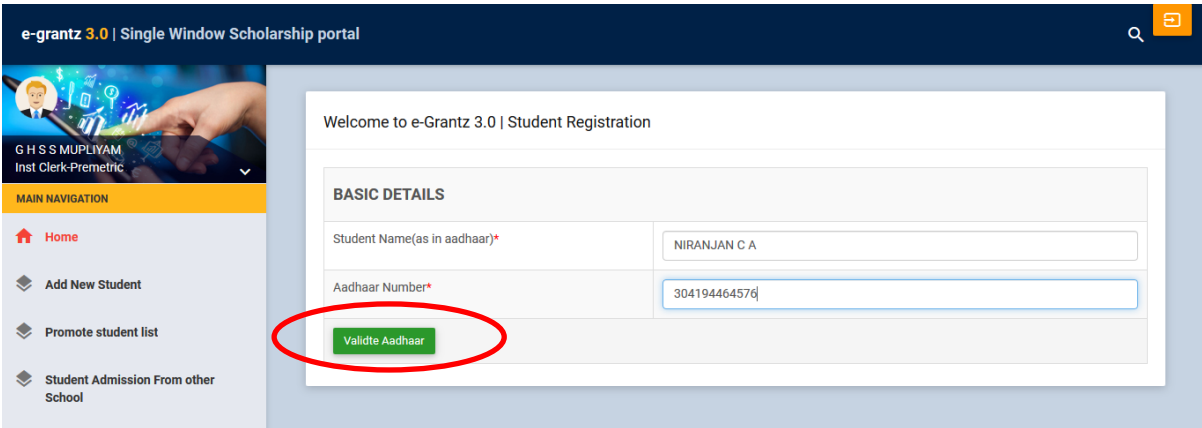 e-grantz 3.0 | Single Window Scholarship portal
G H S S MUPLIYAM
Inst Clerk-Premetric
MAIN NAVIGATION
Home
Add New Student
Promote student list
Student Admission From other
School
Welcome to e-Grantz 3.0 | Student Registration
BASIC DETAILS
Student Name(as in aadhaar)*
NIRANJAN C A
Aadhaar Number*
304194464576
Validte Aadhaar